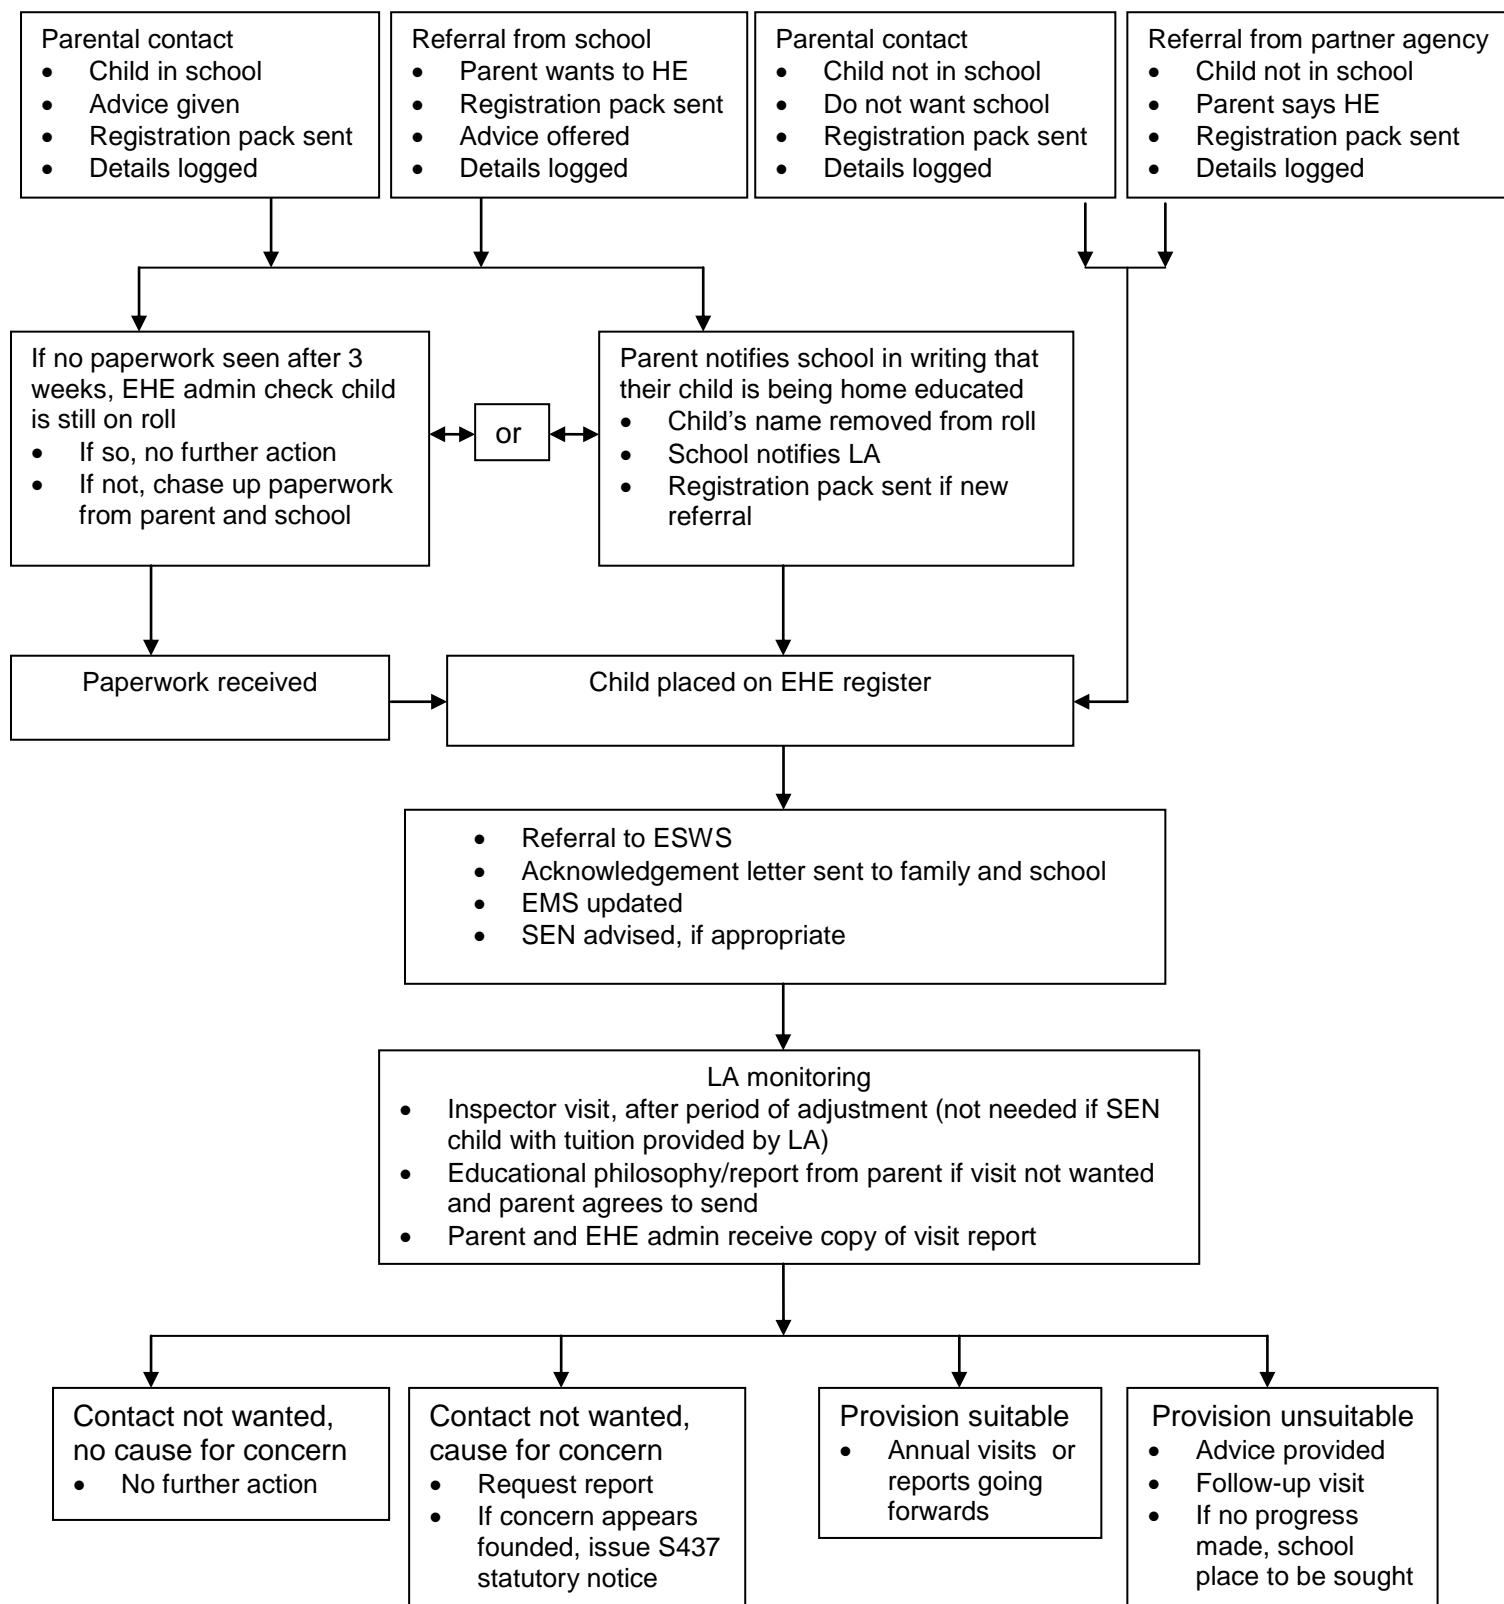 Parental contact
• Child in school
• Advice given
• Registration pack sent
• Details logged
Referral from school
• Parent wants to HE
• Registration pack sent
• Advice offered
• Details logged
Parental contact
• Child not in school
• Do not want school
• Registration pack sent
• Details logged
Referral from partner agency
• Child not in school
• Parent says HE
• Registration pack sent
• Details logged
If no paperwork seen after 3
weeks, EHE admin check child
is still on roll
• If so, no further action
• If not, chase up paperwork
from parent and school
or
Parent notifies school in writing that
their child is being home educated
• Child's name removed from roll
• School notifies LA
• Registration pack sent if new
referral
Paperwork received
Child placed on EHE register
• Referral to ESWS
• Acknowledgement letter sent to family and school
• EMS updated
• SEN advised, if appropriate
LA monitoring
• Inspector visit, after period of adjustment (not needed if SEN
child with tuition provided by LA)
• Educational philosophy/report from parent if visit not wanted
and parent agrees to send
• Parent and EHE admin receive copy of visit report
Contact not wanted,
no cause for concern
• No further action
Contact not wanted,
cause for concern
• Request report
• If concern appears
founded, issue S437
statutory notice
Provision suitable
• Annual visits or
reports going
forwards
Provision unsuitable
• Advice provided
• Follow-up visit
• If no progress
made, school
place to be sought